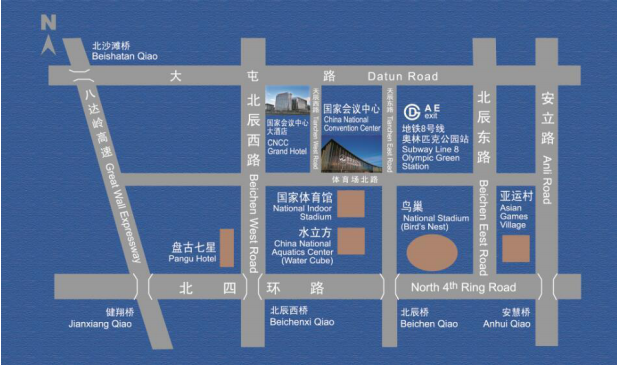 N
北沙滩桥
Beishatan Qiao
大屯路 Datun Road
八达岭高速 Great Wall Expressway
北辰西路 Beichen West Road
国家会议中心
大酒店
CNCC
Grand Hotel
天辰西路 Tianchen West Road
国家会议中心
China National
Convention Center
天辰东路 Tianchen East Road
A E
exit
地铁8号线
奥林匹克公园站
Subway Line 8
Olympic Green
Station
北辰东路 Beichen Eest Road
安立路 Anli Road
体育场北路
国家体育馆
National Indoor
Stadium
水立方
China National
Aquatics Center
(Water Cube)
鸟巢
National Stadium
(Bird's Nest)
亚运村
Asian
Games
Village
盘古七星
Pangu Hotel
北四环路 North 4th Ring Road
健翔桥
Jianxiang Qiao
北辰西桥
Beichenxi Qiao
北辰桥
Beichen Qiao
安慧桥
Anhui Qiao